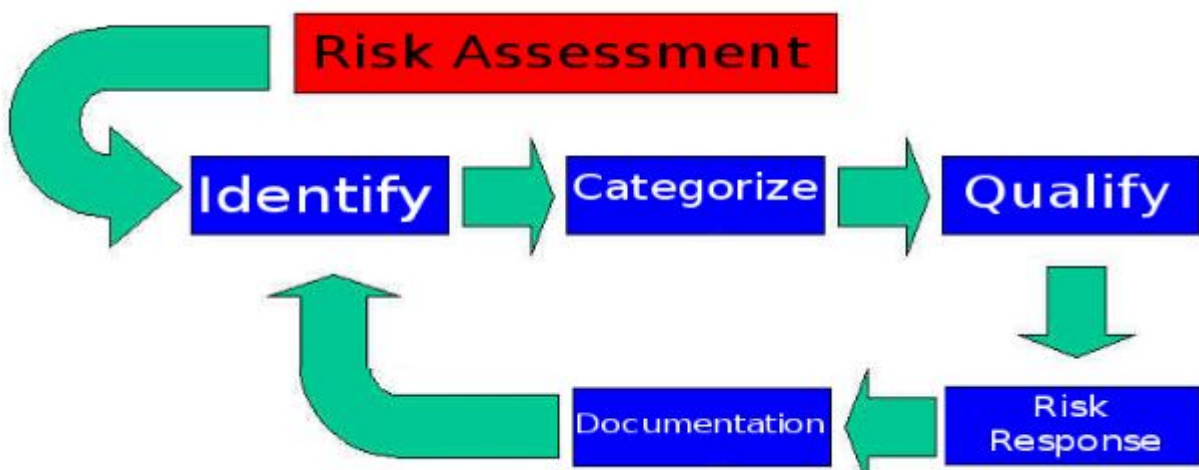 Risk Assessment
Identify
Categorize
Qualify
Risk
Response
Documentation